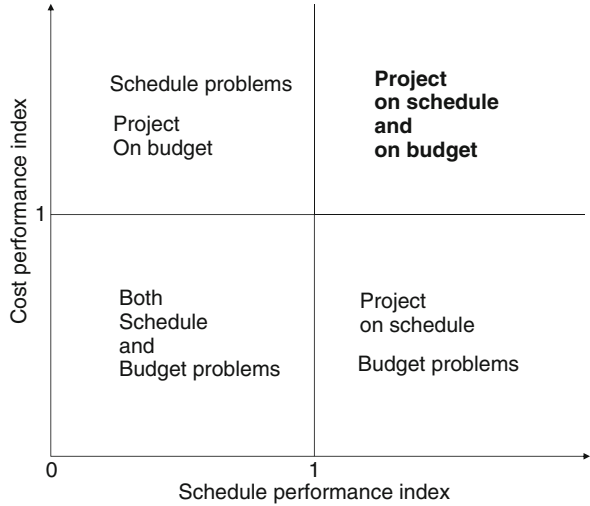 Cost performance index
Schedule problems
Project
On budget
Project
on schedule
and
on budget
1
Both
Schedule
and
Budget problems
Project
on schedule
Budget problems
0
1
Schedule performance index